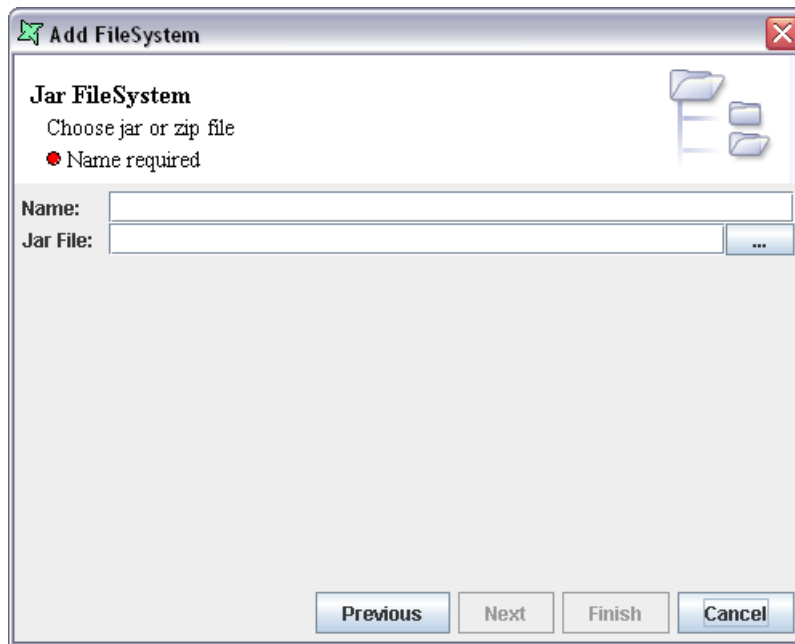 Add FileSystem
Jar FileSystem
Choose jar or zip file
Name required
Name:
Jar File:
...
Previous Next Finish Cancel